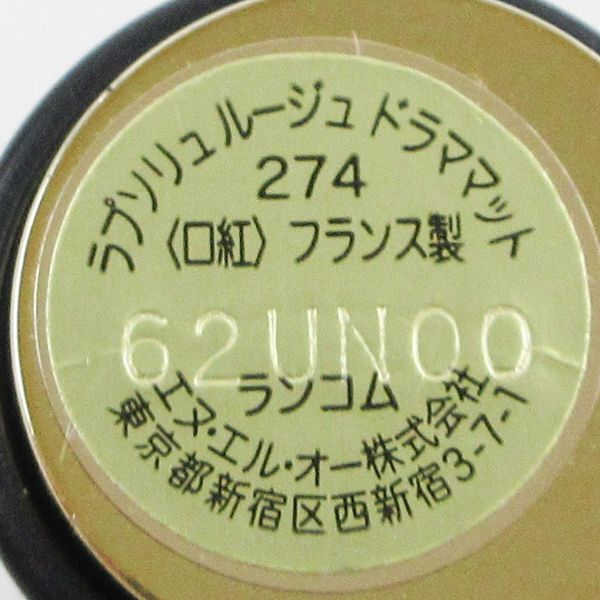 ラプソリュ ルージュ ドラママット
274
〈口紅〉 フランス製
62UN00
ランコム
エヌ・エル・オー株式会社
東京都新宿区西新宿3-7-1